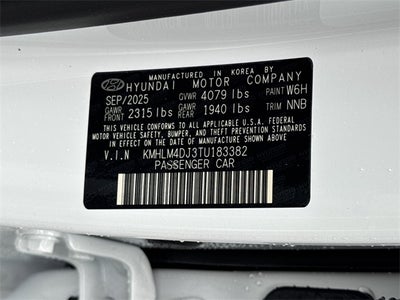 MANUFACTURED IN KOREA BY
HYUNDAI MOTOR COMPANY
SEP/2025 GVWR 4079 lbs PAINT W6H
GAWR FRONT 2315 lbs GAWR REAR 1940 lbs TRIM NNB
THIS VEHICLE CONFORMS TO ALL APPLICABLE U.S.A FEDERAL
MOTOR VEHICLE SAFETY, BUMPER, AND THEFT PREVENTION
STANDARDS IN EFFECT ON THE DATE OF MANUFACTURE
SHOWN ABOVE.
V.I.N KMHLM4DJ3TU183382
PASSENGER CAR